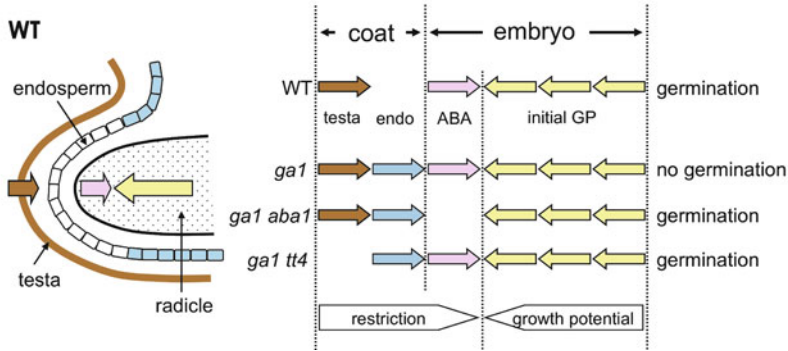 WT
endosperm
testa
radicle
coat embryo
WT germination
testa endo ABA initial GP
ga1 no germination
ga1 aba1 germination
ga1 tt4 germination
restriction growth potential